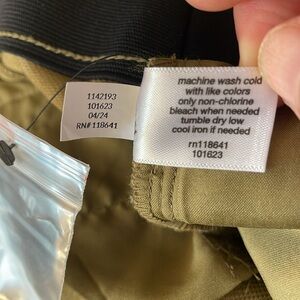 1142193
101623
04/24
RN# 118641
machine wash cold
with like colors
only non-chlorine
bleach when needed
tumble dry low
cool iron if needed
rn118641
101623